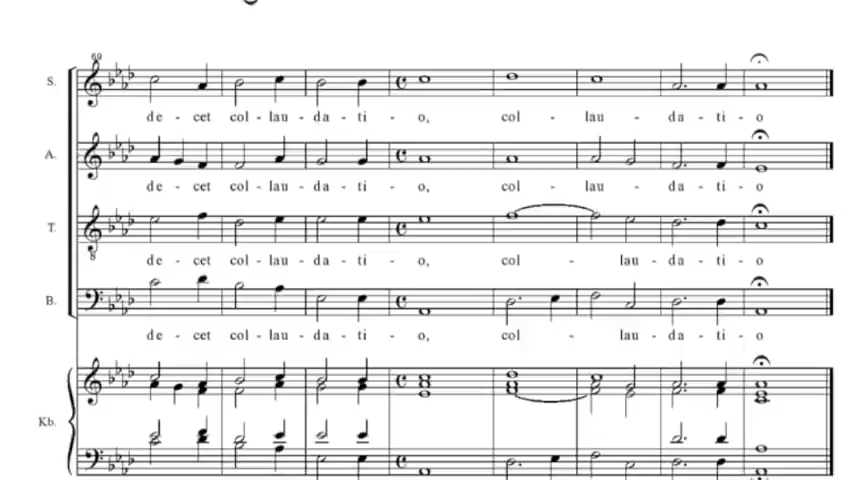 69
S.
de - cet col - lau - da - ti - o, col - lau - da - ti - o
A.
de - cet col - lau - da - ti - o, col - lau - da - ti - o
T.
8
de - cet col - lau - da - ti - o, col - lau - da - ti - o
B.
de - cet col - lau - da - ti - o, col - lau - da - ti - o
Kb.